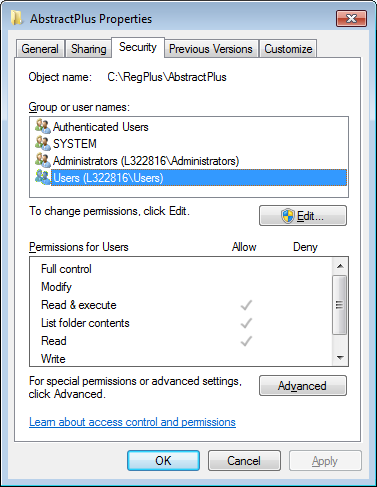 AbstractPlus Properties
General Sharing Security Previous Versions Customize
Object name: C:\RegPlus\AbstractPlus
Group or user names:
Authenticated Users
SYSTEM
Administrators (L322816\Administrators)
Users (L322816\Users)
To change permissions, click Edit.
Edit...
Permissions for Users Allow Deny
Full control
Modify
Read & execute
List folder contents
Read
Write
For special permissions or advanced settings,
click Advanced.
Advanced
Learn about access control and permissions
OK Cancel Apply